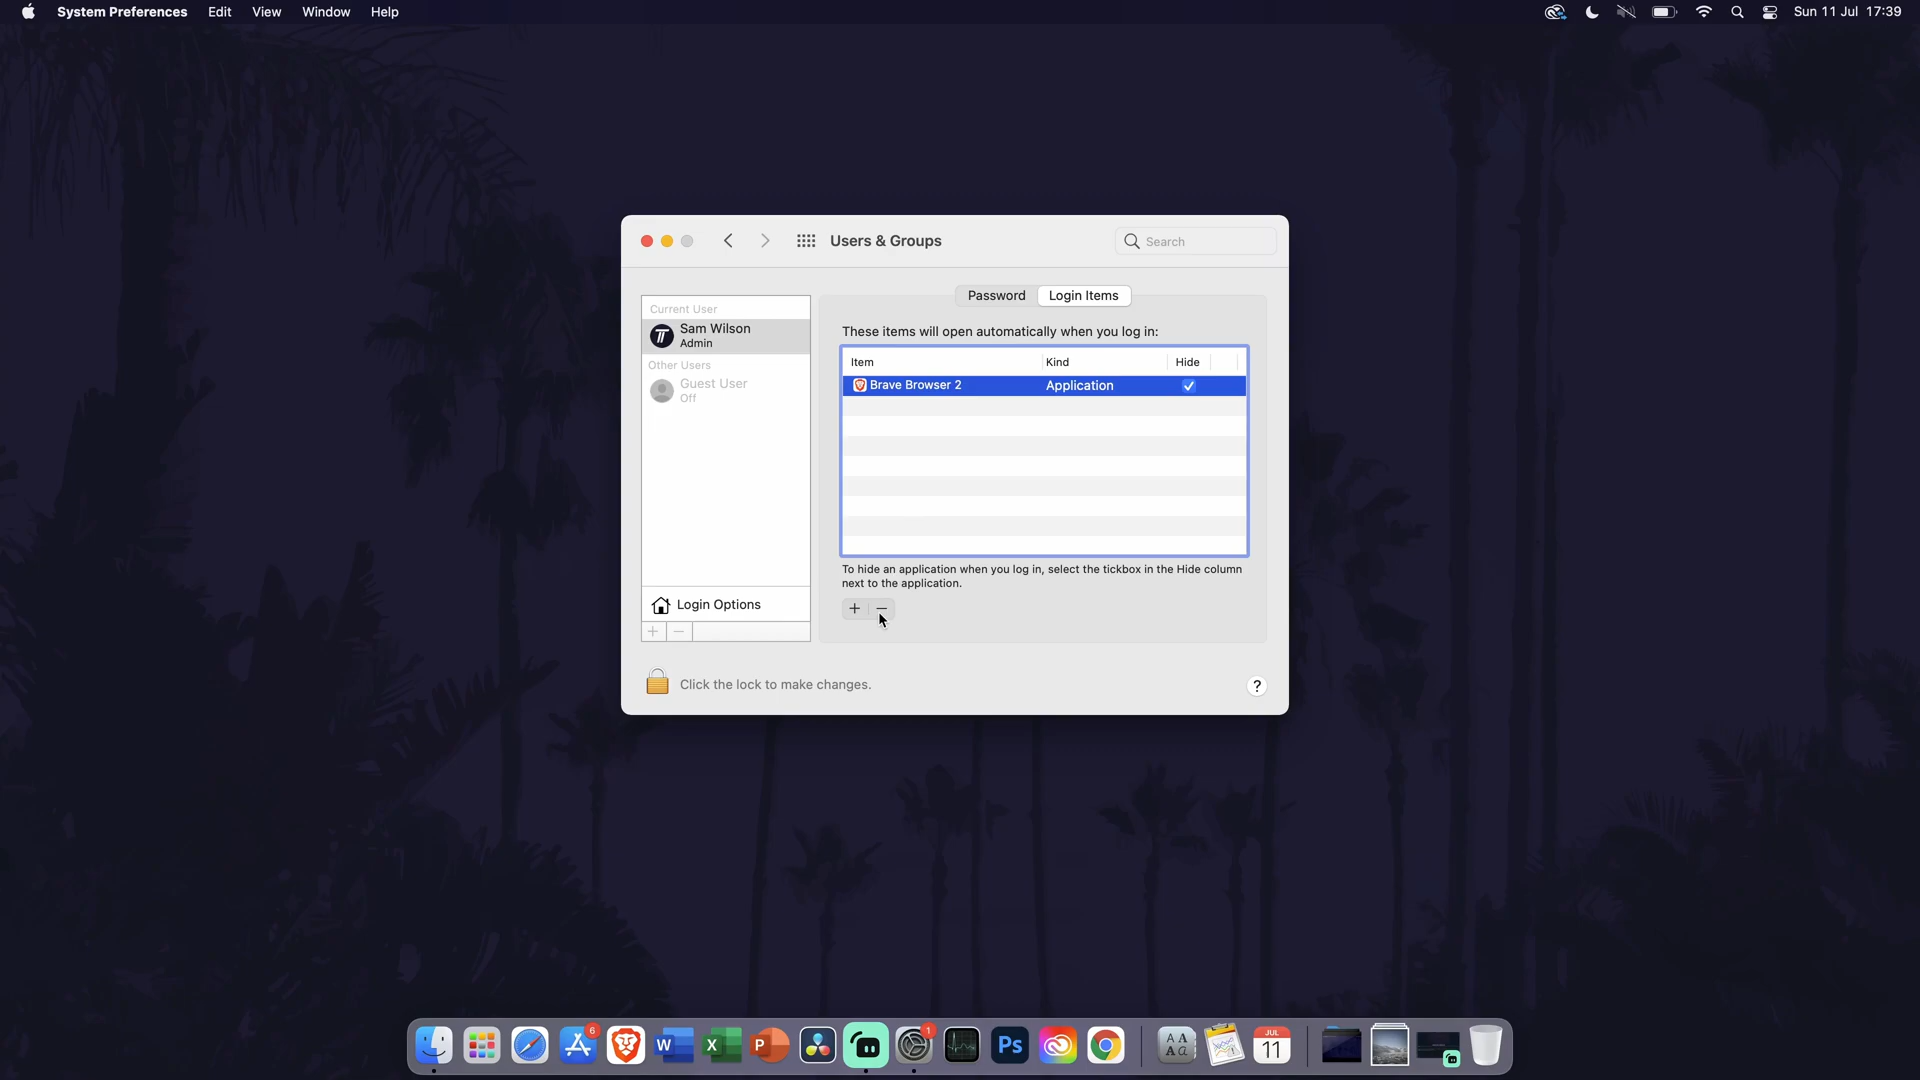 System Preferences Edit View Window Help
Sun 11 Jul 17:39
Users & Groups
Search
Password Login Items
Current User
Sam Wilson
Admin
Other Users
Guest User
Off
Login Options
+ −
These items will open automatically when you log in:
Item Kind Hide
Brave Browser 2 Application
To hide an application when you log in, select the tickbox in the Hide column
next to the application.
+ −
Click the lock to make changes.
?
6
W
X
P
1
Ps
AA
AA
JUL
11